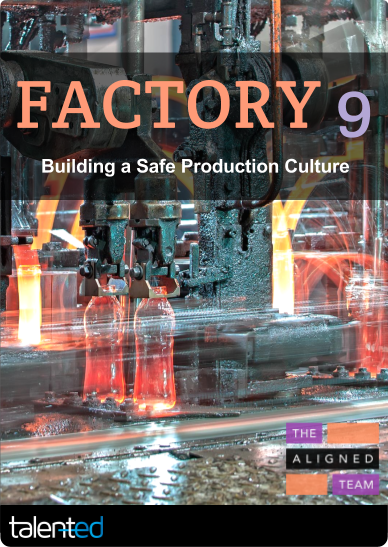 FACTORY 9
Building a Safe Production Culture
THE
ALIGNED
TEAM
talented